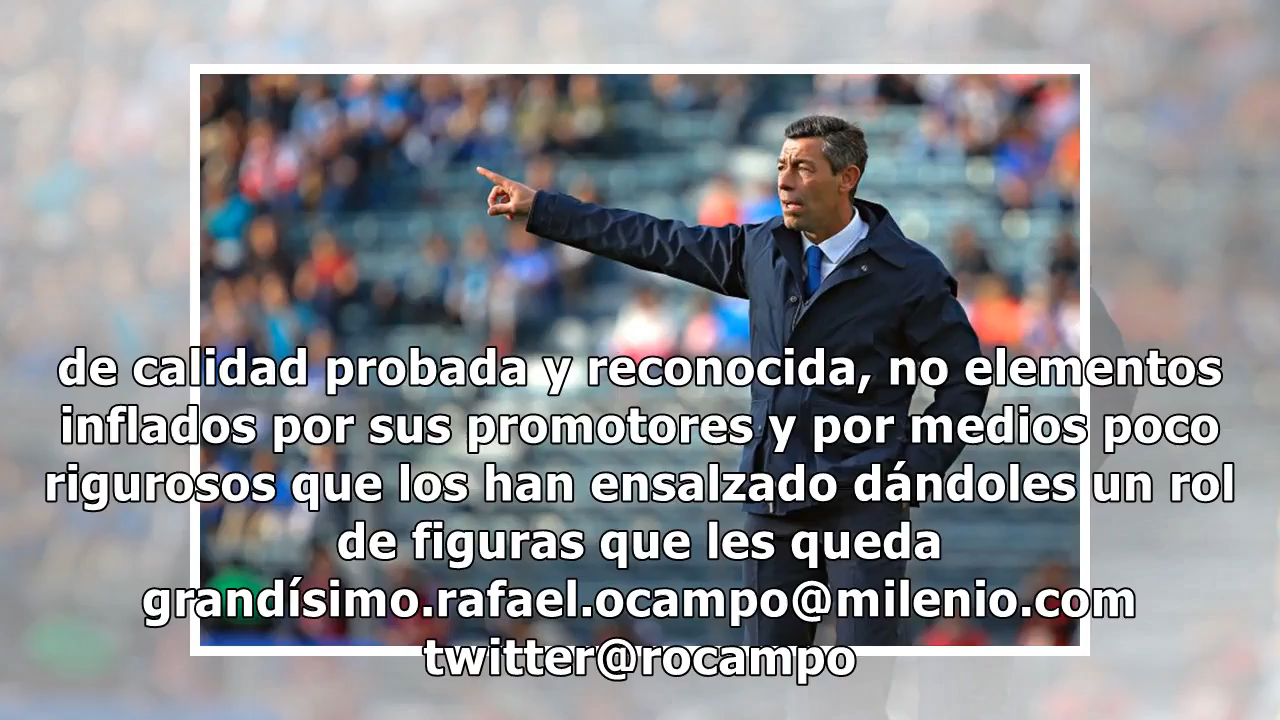 de calidad probada y reconocida, no elementos
inflados por sus promotores y por medios poco
rigurosos que los han ensalzado dándoles un rol
de figuras que les queda
grandísimo.rafael.ocampo@milenio.com
twitter@rocampo